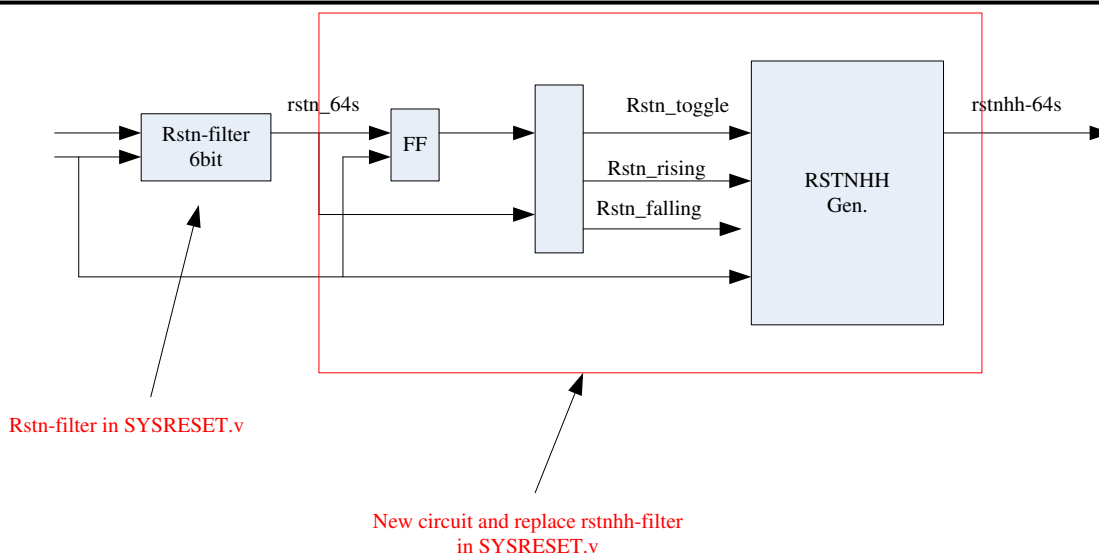 rstn_64s
Rstn-filter
6bit
FF
Rstn_toggle
Rstn_rising
Rstn_falling
RSTNHH
Gen.
rstnhh-64s
Rstn-filter in SYSRESET.v
New circuit and replace rstnhh-filter
in SYSRESET.v